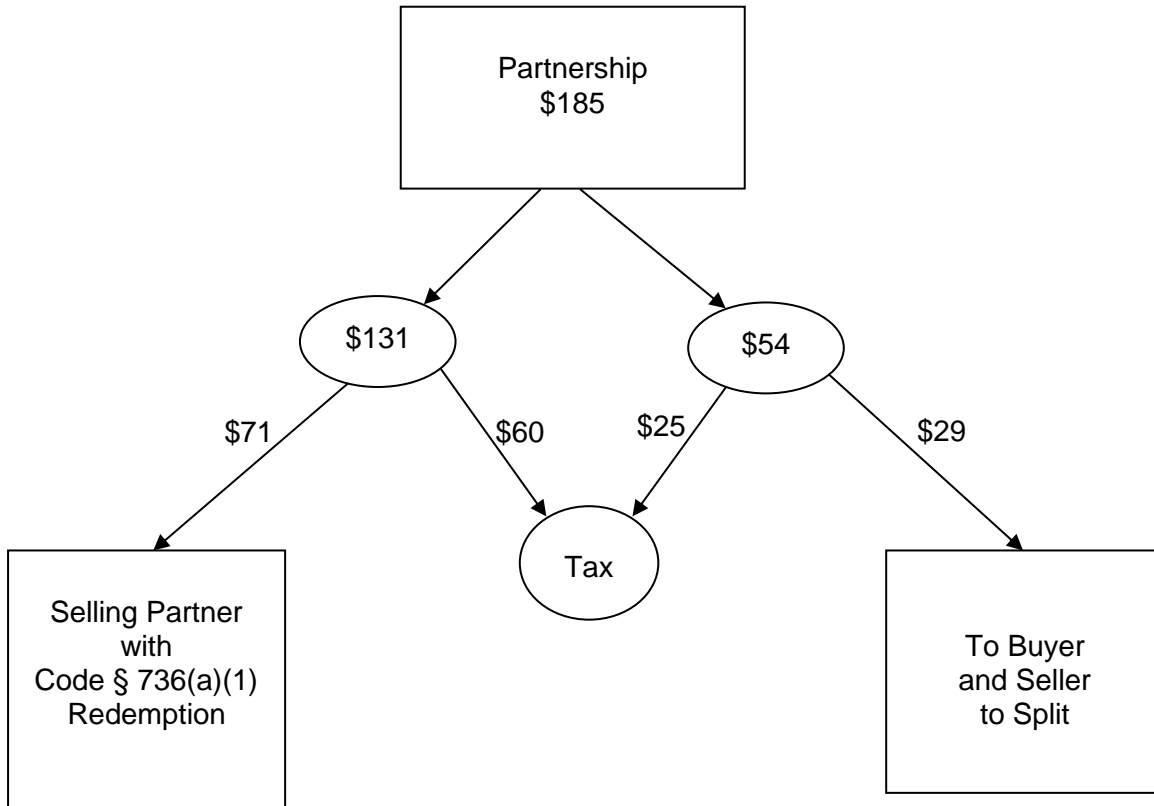 Partnership
$185
$131
$54
$71
$60
$25
$29
Tax
Selling Partner
with
Code § 736(a)(1)
Redemption
To Buyer
and Seller
to Split